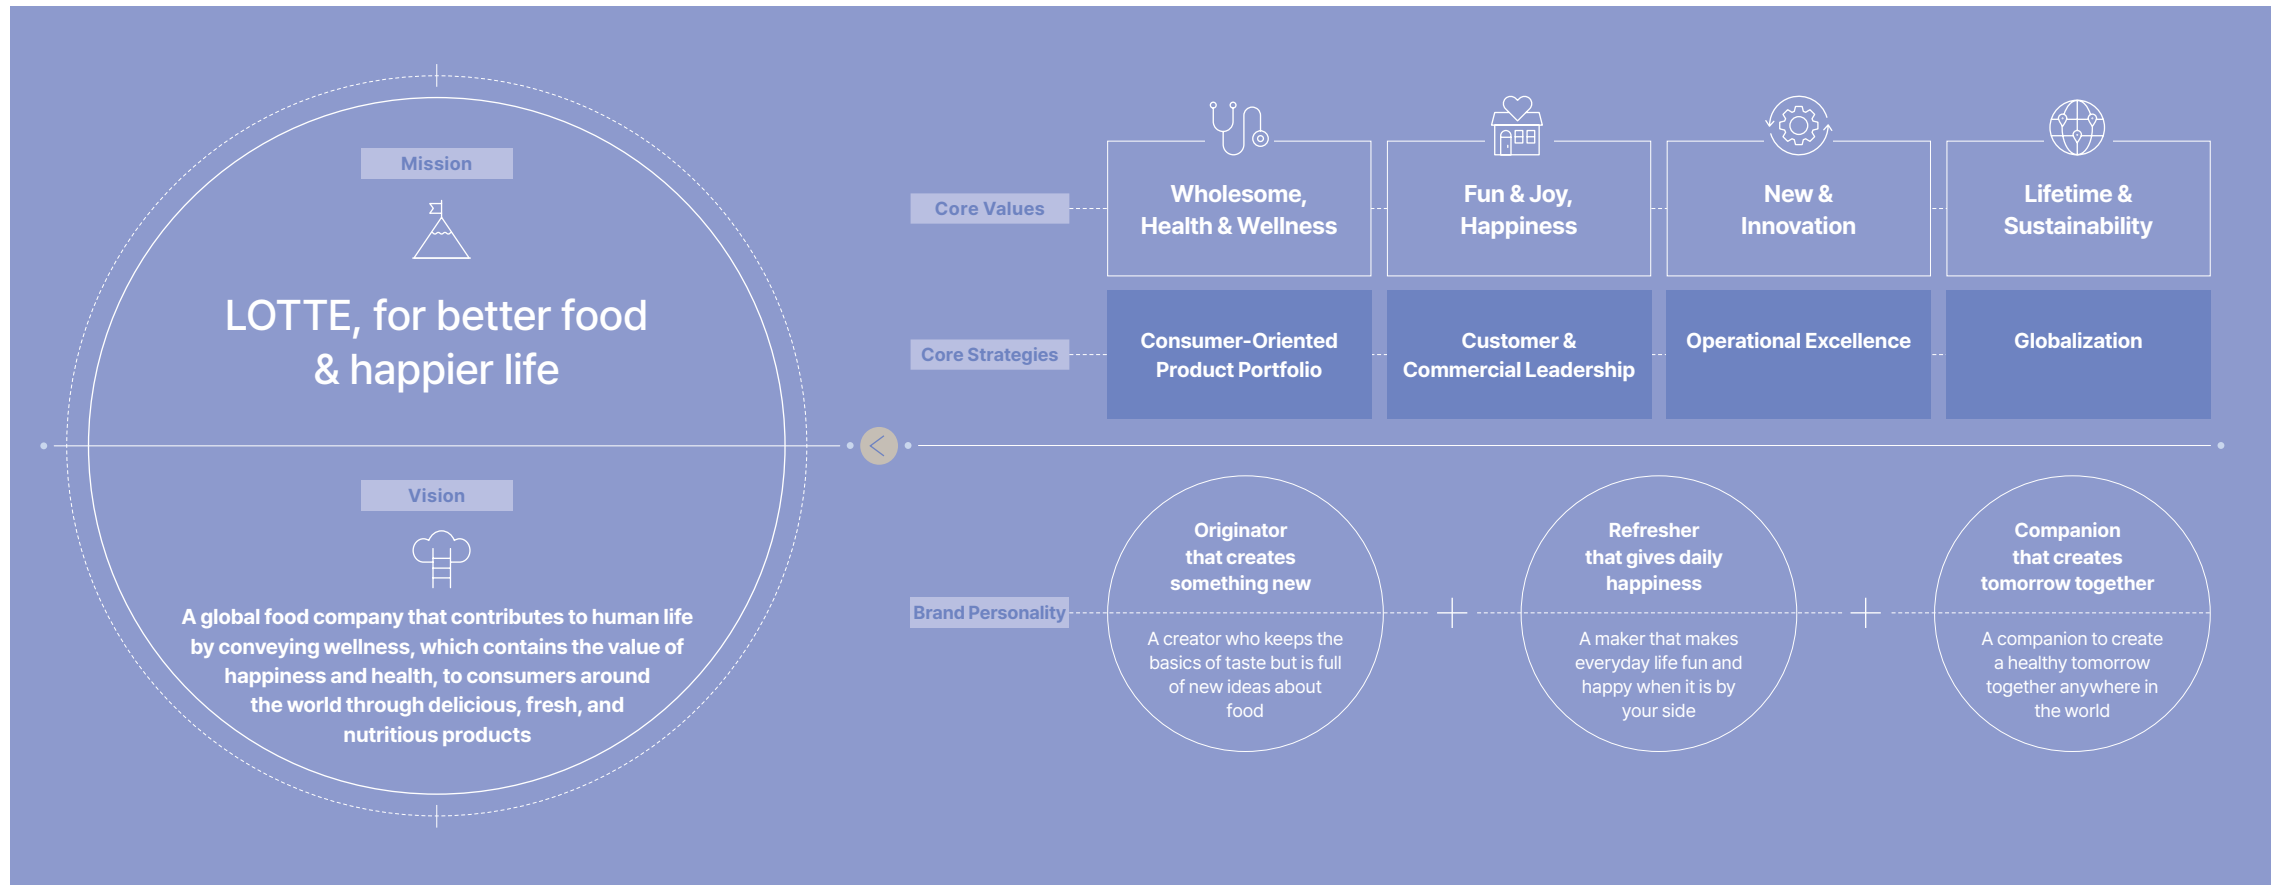 Mission
LOTTE, for better food
& happier life
Vision
A global food company that contributes to human life
by conveying wellness, which contains the value of
happiness and health, to consumers around
the world through delicious, fresh, and
nutritious products
Core Values
Wholesome,
Health & Wellness
Fun & Joy,
Happiness
New &
Innovation
Lifetime &
Sustainability
Core Strategies
Consumer-Oriented
Product Portfolio
Customer &
Commercial Leadership
Operational Excellence
Globalization
Brand Personality
Originator
that creates
something new
A creator who keeps the
basics of taste but is full
of new ideas about
food
Refresher
that gives daily
happiness
A maker that makes
everyday life fun and
happy when it is by
your side
Companion
that creates
tomorrow together
A companion to create
a healthy tomorrow
together anywhere in
the world